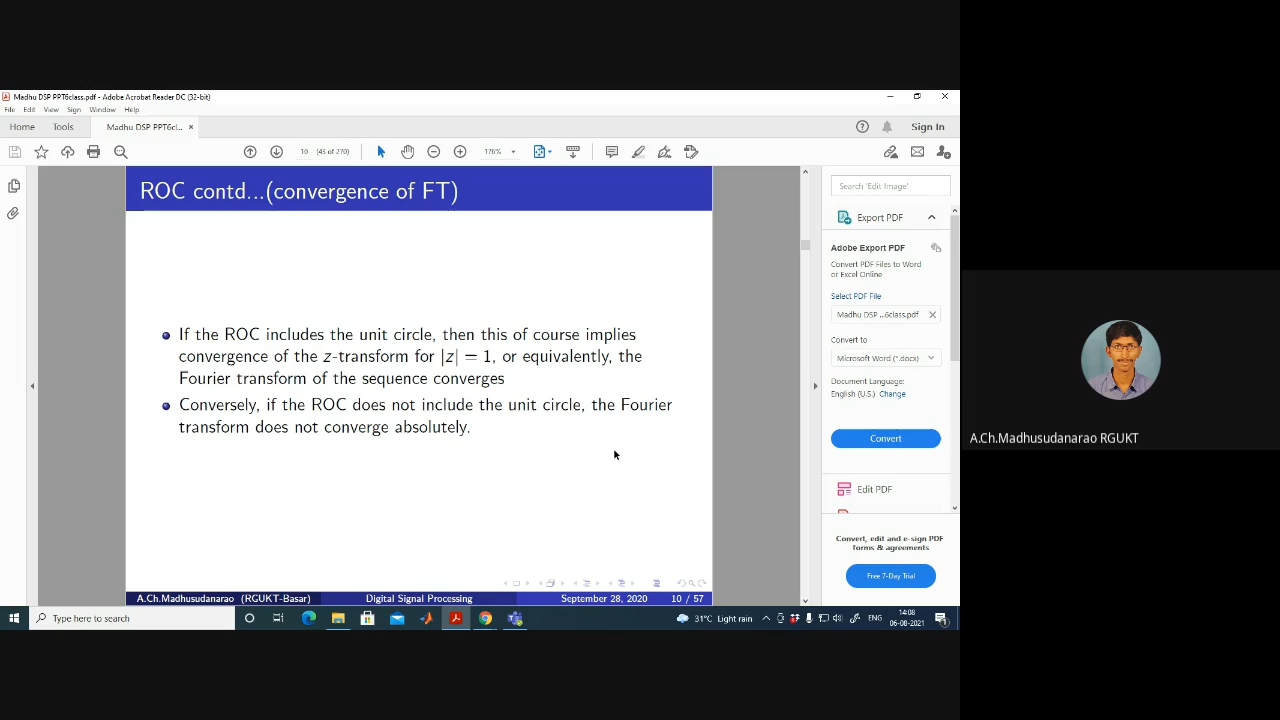 Madhu DSP PPT6class.pdf - Adobe Acrobat Reader DC (32-bit)
File Edit View Sign Window Help
Home Tools Madhu DSP PPT6cl... × Sign In
10 (43 of 270) 176%
ROC contd...(convergence of FT)
If the ROC includes the unit circle, then this of course implies
convergence of the z-transform for |z| = 1, or equivalently, the
Fourier transform of the sequence converges
Conversely, if the ROC does not include the unit circle, the Fourier
transform does not converge absolutely.
A.Ch.Madhusudanarao (RGUKT-Basar) Digital Signal Processing September 28, 2020 10 / 57
Search 'Edit Image'
Export PDF
Adobe Export PDF
Convert PDF Files to Word
or Excel Online
Select PDF File
Madhu DSP ...6class.pdf
Convert to
Microsoft Word (*.docx)
Document Language:
English (U.S.) Change
Convert
Edit PDF
Convert, edit and e-sign PDF
forms & agreements
Free 7-Day Trial
A.Ch.Madhusudanarao RGUKT
Type here to search
31°C Light rain
ENG
14:08
06-08-2021
1